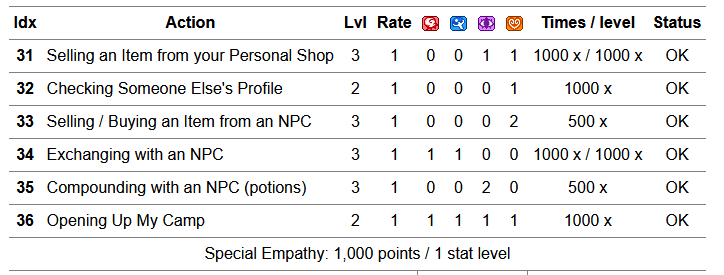 Idx Action Lvl Rate Times / level Status
31 Selling an Item from your Personal Shop 3 1 0 0 1 1 1000 x / 1000 x OK
32 Checking Someone Else's Profile 2 1 0 0 0 1 1000 x OK
33 Selling / Buying an Item from an NPC 3 1 0 0 0 2 500 x OK
34 Exchanging with an NPC 3 1 1 1 0 0 1000 x / 1000 x OK
35 Compounding with an NPC (potions) 3 1 0 0 2 0 500 x OK
36 Opening Up My Camp 2 1 1 1 1 1 1000 x OK
Special Empathy: 1,000 points / 1 stat level